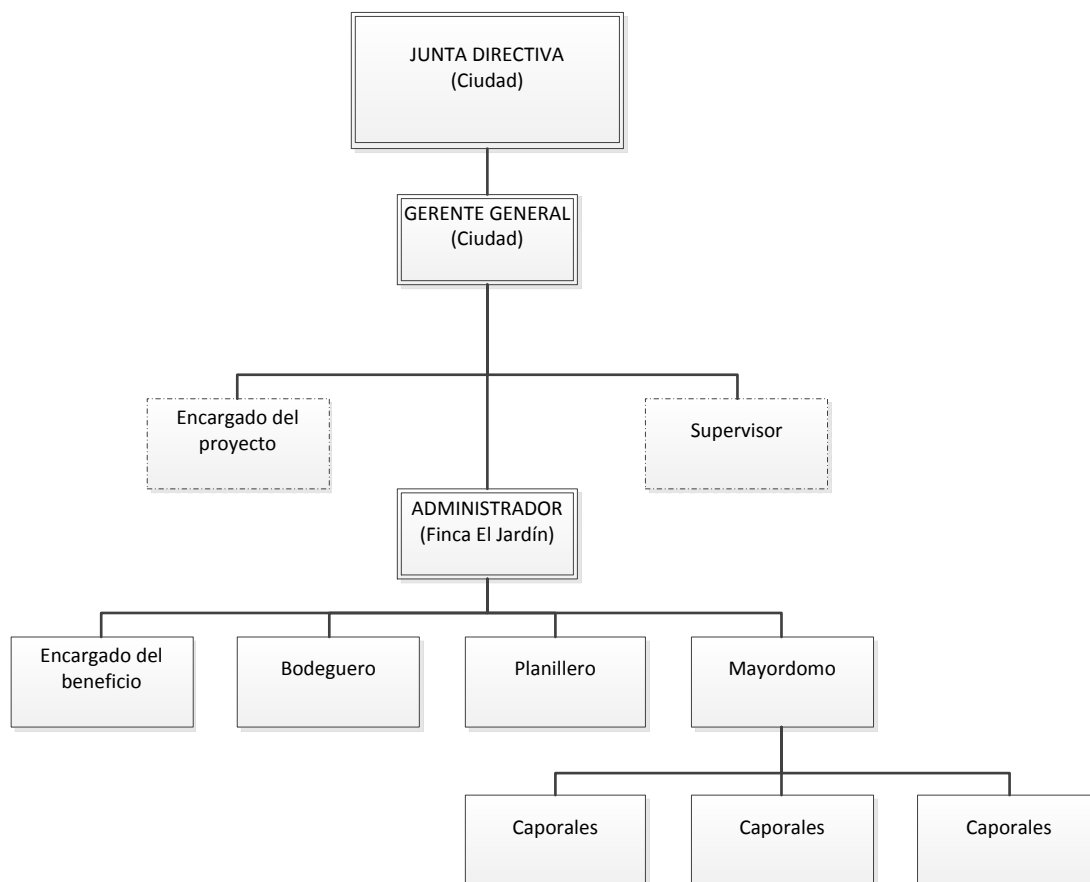 JUNTA DIRECTIVA
(Ciudad)
GERENTE GENERAL
(Ciudad)
Encargado del
proyecto
Supervisor
ADMINISTRADOR
(Finca El Jardín)
Encargado del
beneficio
Bodeguero
Planillero
Mayordomo
Caporales
Caporales
Caporales